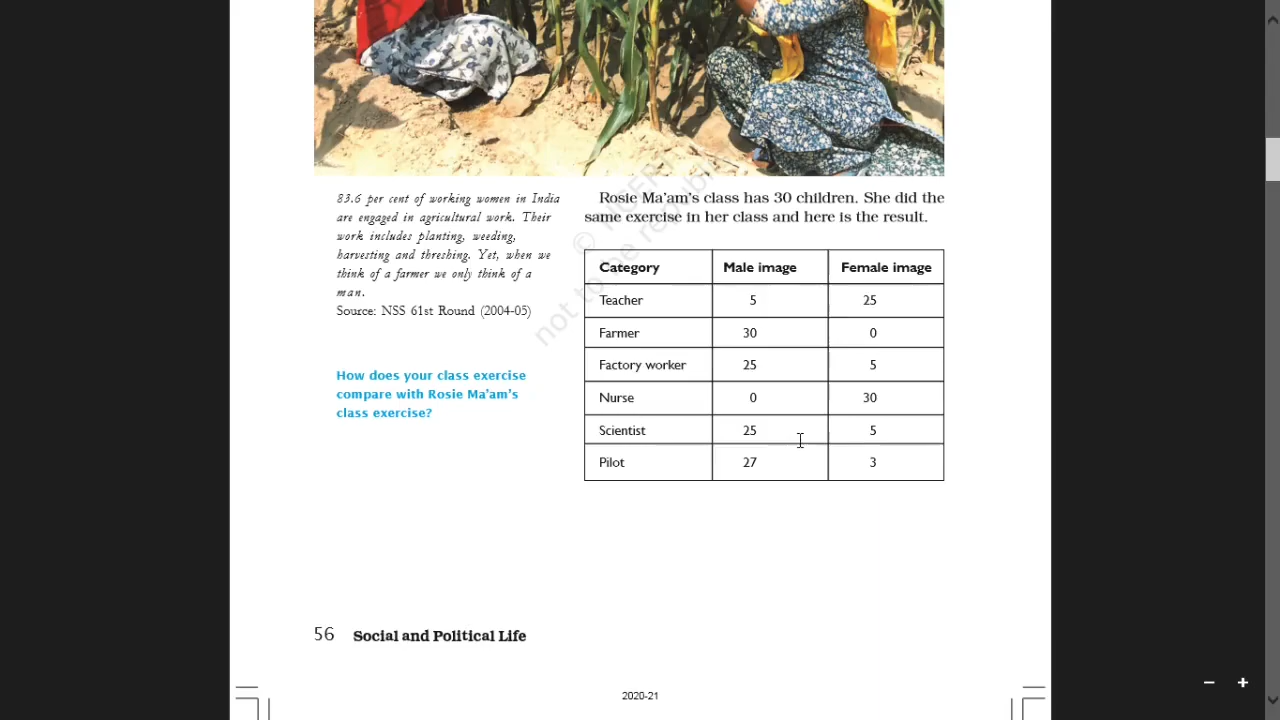 83.6 per cent of working women in India
are engaged in agricultural work. Their
work includes planting, weeding,
harvesting and threshing. Yet, when we
think of a farmer we only think of a
man.
Source: NSS 61st Round (2004-05)
How does your class exercise
compare with Rosie Ma'am's
class exercise?
Rosie Ma'am's class has 30 children. She did the
same exercise in her class and here is the result.
Category Male image Female image
Teacher 5 25
Farmer 30 0
Factory worker 25 5
Nurse 0 30
Scientist 25 5
Pilot 27 3
© NCERT
not to be republi
56 Social and Political Life
2020-21